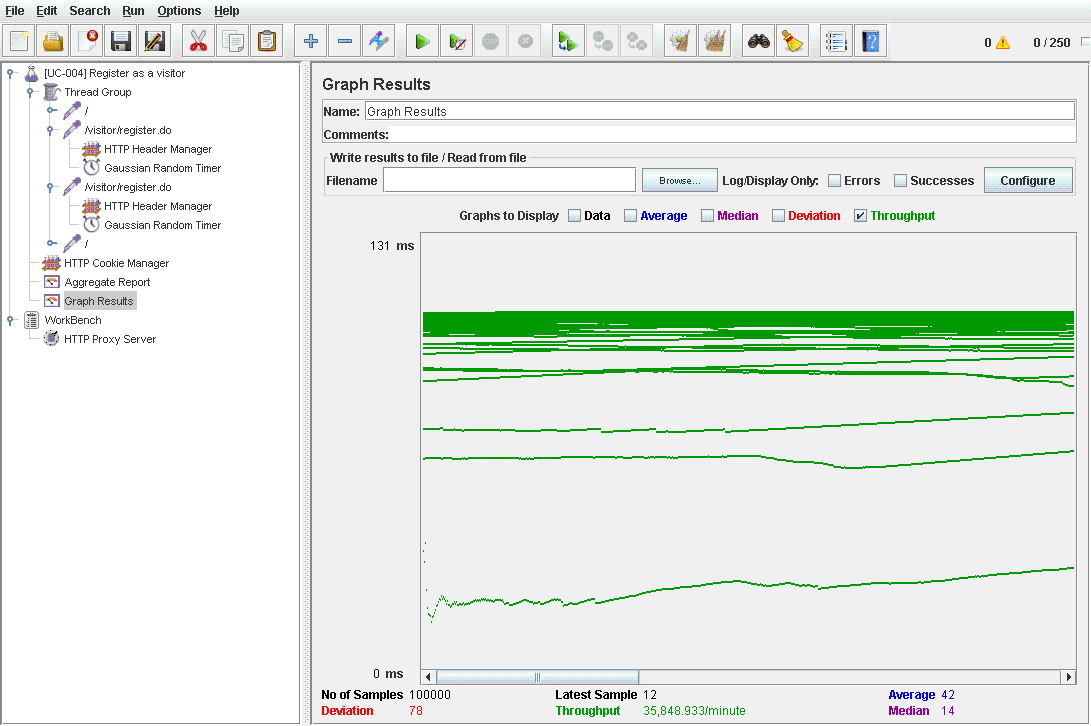 File Edit Search Run Options Help
0 0 / 250
[UC-004] Register as a visitor
Thread Group
/
/visitor/register.do
HTTP Header Manager
Gaussian Random Timer
/visitor/register.do
HTTP Header Manager
Gaussian Random Timer
/
HTTP Cookie Manager
Aggregate Report
Graph Results
WorkBench
HTTP Proxy Server
Graph Results
Name: Graph Results
Comments:
Write results to file / Read from file
Filename Browse... Log/Display Only: Errors Successes Configure
Graphs to Display Data Average Median Deviation Throughput
131 ms
0 ms
No of Samples 100000 Latest Sample 12 Average 42
Deviation 78 Throughput 35,848.933/minute Median 14